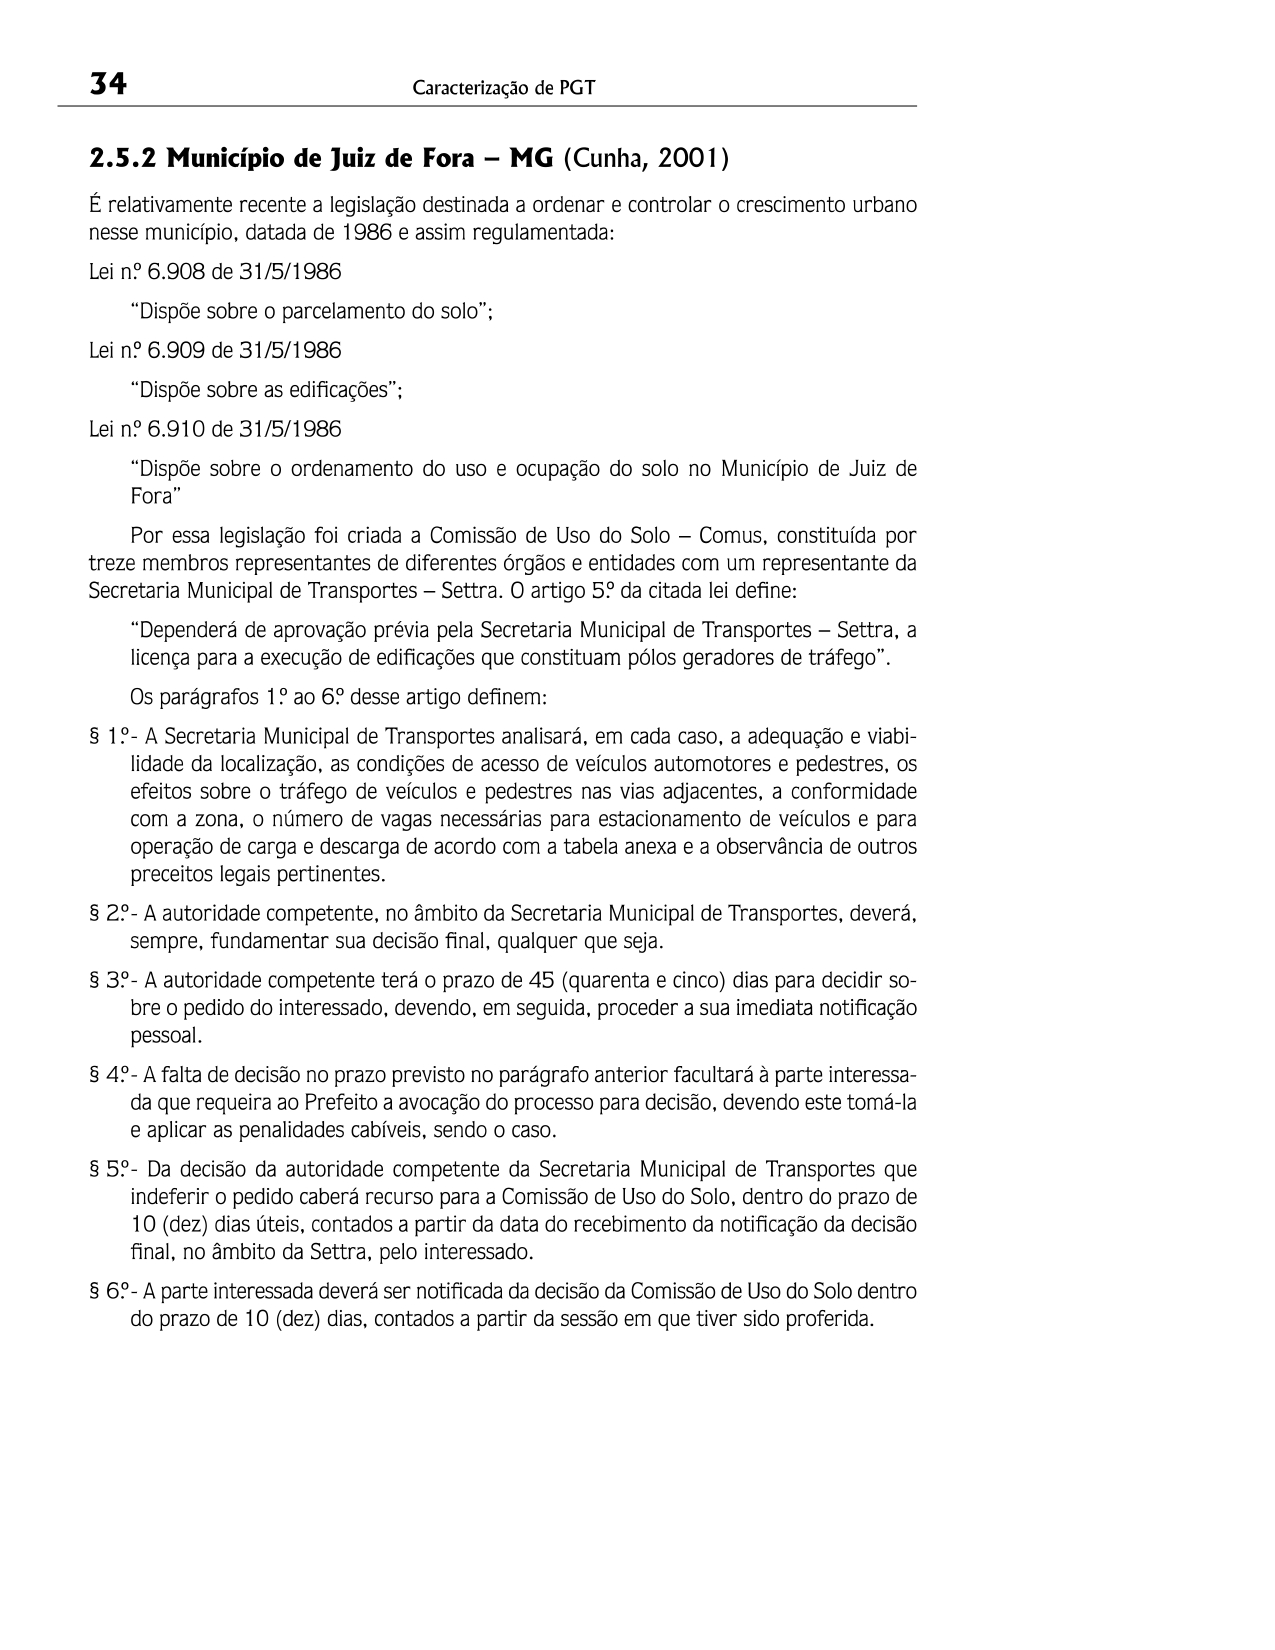 34
Caracterização de PGT
2.5.2 Município de Juiz de Fora – MG (Cunha, 2001)
É relativamente recente a legislação destinada a ordenar e controlar o crescimento urbano
nesse município, datada de 1986 e assim regulamentada:
Lei n.º 6.908 de 31/5/1986
“Dispõe sobre o parcelamento do solo”;
Lei n.º 6.909 de 31/5/1986
“Dispõe sobre as edificações”;
Lei n.º 6.910 de 31/5/1986
“Dispõe sobre o ordenamento do uso e ocupação do solo no Município de Juiz de
Fora”
Por essa legislação foi criada a Comissão de Uso do Solo – Comus, constituída por
treze membros representantes de diferentes órgãos e entidades com um representante da
Secretaria Municipal de Transportes – Settra. O artigo 5.º da citada lei define:
“Dependerá de aprovação prévia pela Secretaria Municipal de Transportes – Settra, a
licença para a execução de edificações que constituam pólos geradores de tráfego”.
Os parágrafos 1.º ao 6.º desse artigo definem:
§ 1.º- A Secretaria Municipal de Transportes analisará, em cada caso, a adequação e viabi-
lidade da localização, as condições de acesso de veículos automotores e pedestres, os
efeitos sobre o tráfego de veículos e pedestres nas vias adjacentes, a conformidade
com a zona, o número de vagas necessárias para estacionamento de veículos e para
operação de carga e descarga de acordo com a tabela anexa e a observância de outros
preceitos legais pertinentes.
§ 2.º- A autoridade competente, no âmbito da Secretaria Municipal de Transportes, deverá,
sempre, fundamentar sua decisão final, qualquer que seja.
§ 3.º- A autoridade competente terá o prazo de 45 (quarenta e cinco) dias para decidir so-
bre o pedido do interessado, devendo, em seguida, proceder a sua imediata notificação
pessoal.
§ 4.º- A falta de decisão no prazo previsto no parágrafo anterior facultará à parte interessa-
da que requeira ao Prefeito a avocação do processo para decisão, devendo este tomá-la
e aplicar as penalidades cabíveis, sendo o caso.
§ 5.º- Da decisão da autoridade competente da Secretaria Municipal de Transportes que
indeferir o pedido caberá recurso para a Comissão de Uso do Solo, dentro do prazo de
10 (dez) dias úteis, contados a partir da data do recebimento da notificação da decisão
final, no âmbito da Settra, pelo interessado.
§ 6.º- A parte interessada deverá ser notificada da decisão da Comissão de Uso do Solo dentro
do prazo de 10 (dez) dias, contados a partir da sessão em que tiver sido proferida.